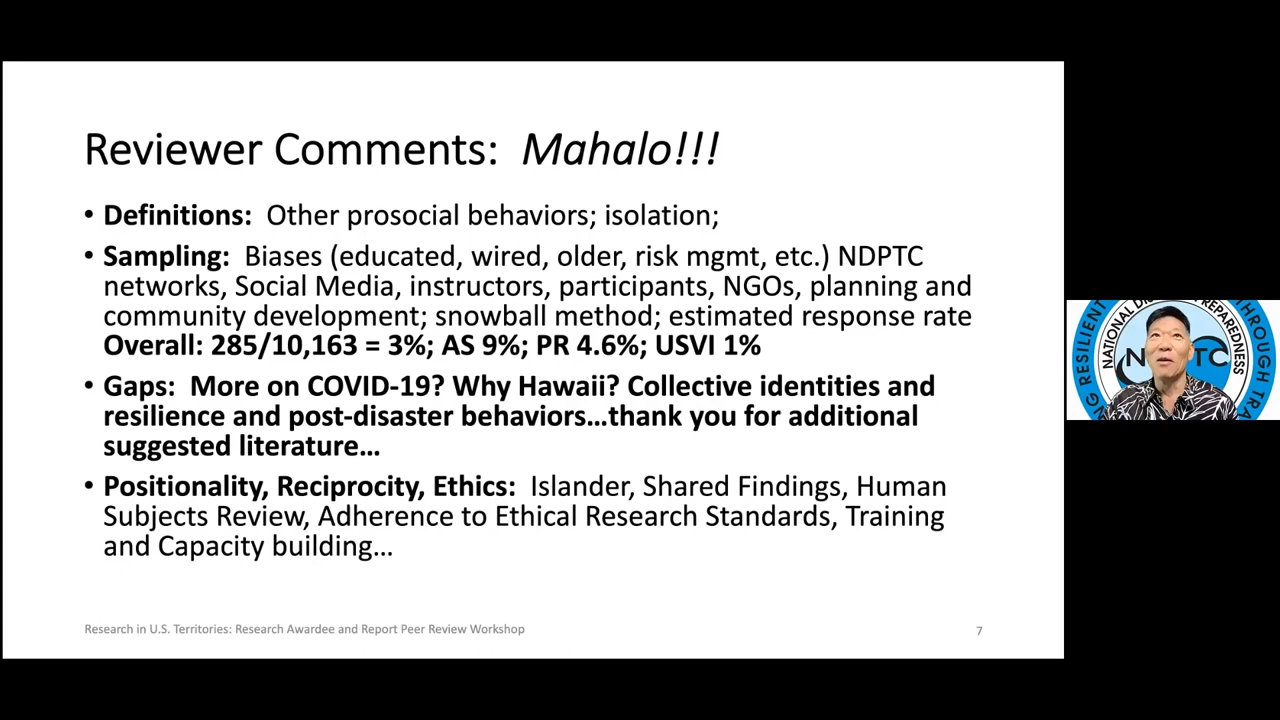 Reviewer Comments:  Mahalo!!!
• Definitions:  Other prosocial behaviors; isolation;
• Sampling:  Biases (educated, wired, older, risk mgmt, etc.) NDPTC
networks, Social Media, instructors, participants, NGOs, planning and
community development; snowball method; estimated response rate
Overall: 285/10,163 = 3%; AS 9%; PR 4.6%; USVI 1%
• Gaps:  More on COVID-19? Why Hawaii? Collective identities and
resilience and post-disaster behaviors…thank you for additional
suggested literature…
• Positionality, Reciprocity, Ethics:  Islander, Shared Findings, Human
Subjects Review, Adherence to Ethical Research Standards, Training
and Capacity building…
Research in U.S. Territories: Research Awardee and Report Peer Review Workshop
7
RESILIENT
NATIONAL
PREPAREDNESS
THROUGH